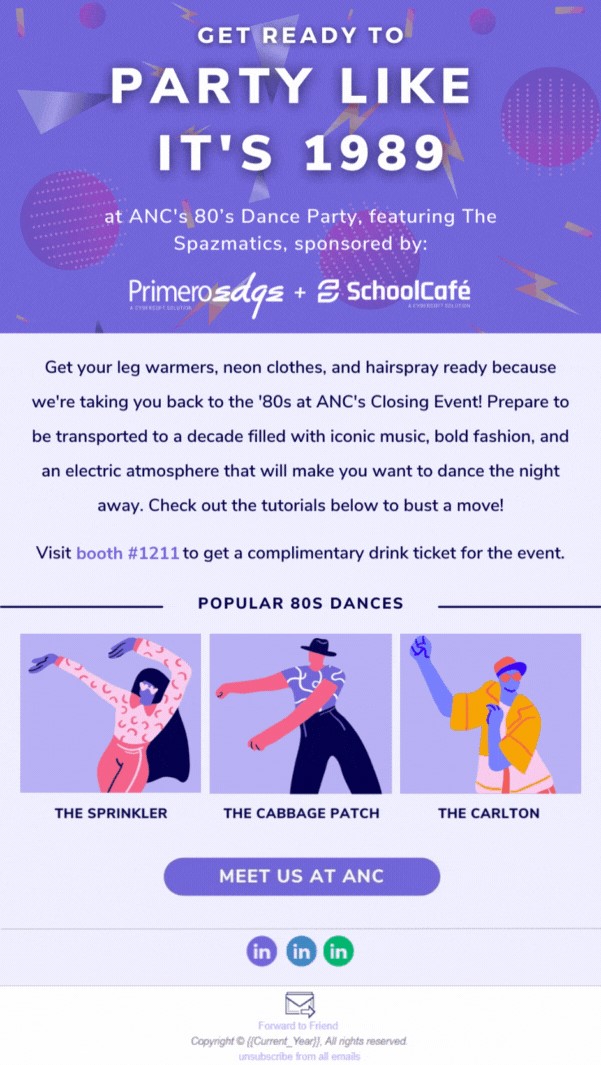 GET READY TO
PARTY LIKE
IT'S 1989
at ANC's 80's Dance Party, featuring The
Spazmatics, sponsored by:
Primeroedge + SchoolCafé
A CYBERSOFT SOLUTION A CYBERSOFT SOLUTION
Get your leg warmers, neon clothes, and hairspray ready because
we're taking you back to the '80s at ANC's Closing Event! Prepare to
be transported to a decade filled with iconic music, bold fashion, and
an electric atmosphere that will make you want to dance the night
away. Check out the tutorials below to bust a move!
Visit booth #1211 to get a complimentary drink ticket for the event.
POPULAR 80S DANCES
THE SPRINKLER THE CABBAGE PATCH THE CARLTON
MEET US AT ANC
in in in
Forward to Friend
Copyright © {{Current_Year}}, All rights reserved.
unsubscribe from all emails